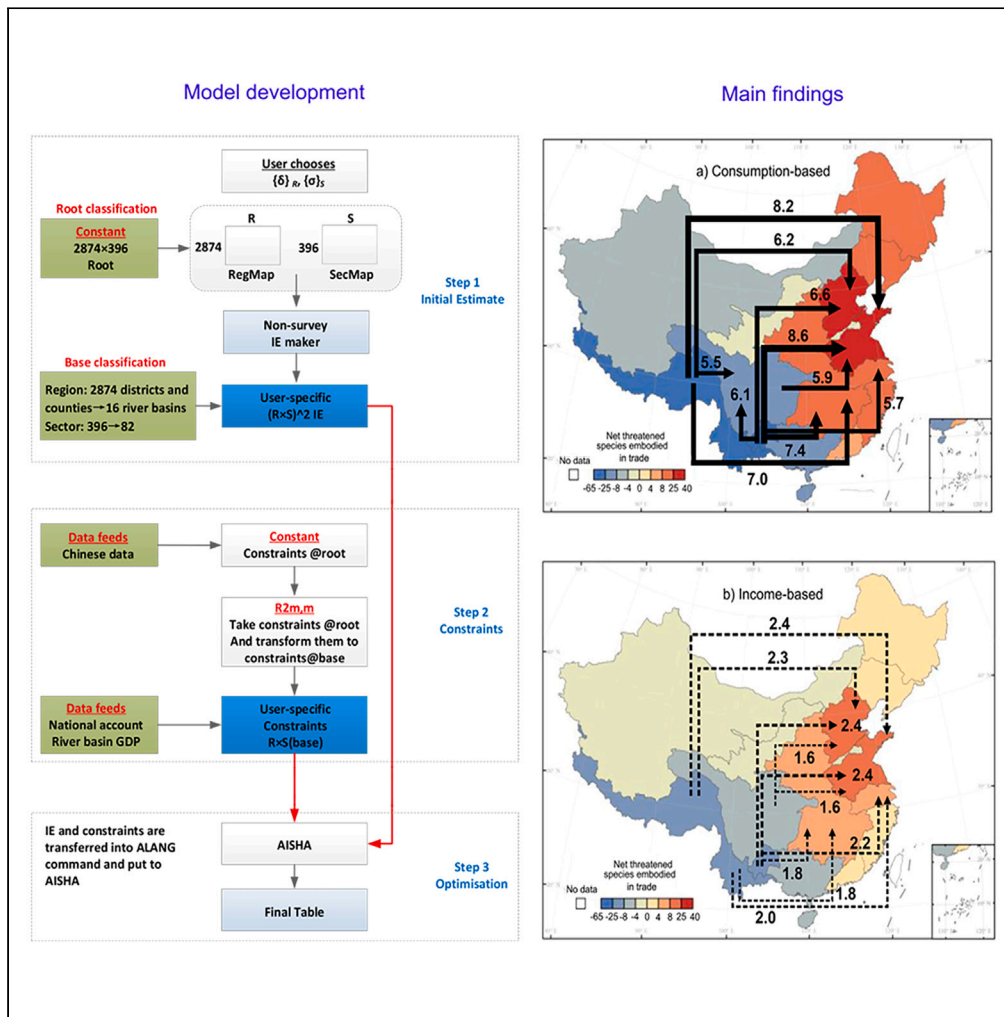 Model development
User chooses
{δ} R, {σ}S
Root classification
Constant
2874×396
Root
R
S
2874
396
RegMap
SecMap
Step 1
Initial Estimate
Non-survey
IE maker
Base classification
Region: 2874 districts and
counties→16 river basins
Sector: 396→82
User-specific
(R×S)^2 IE
Data feeds
Chinese data
Constant
Constraints @root
R2m,m
Take constraints @root
And transform them to
constraints@base
Step 2
Constraints
Data feeds
National account
River basin GDP
User-specific
Constraints
R×S(base)
IE and constraints are
transferred into ALANG
command and put to
AISHA
AISHA
Step 3
Optimisation
Final Table
Main findings
a) Consumption-based
8.2
6.2
6.6
8.6
5.5
5.9
6.1
5.7
7.4
7.0
Net threatened
species embodied
in trade
No data
-65 -25 -8 -4 0 4 8 25 40
b) Income-based
2.4
2.3
2.4
1.6
2.4
1.6
2.2
1.8
1.8
2.0
Net threatened
species embodied
in trade
No data
-65 -25 -8 -4 0 4 8 25 40